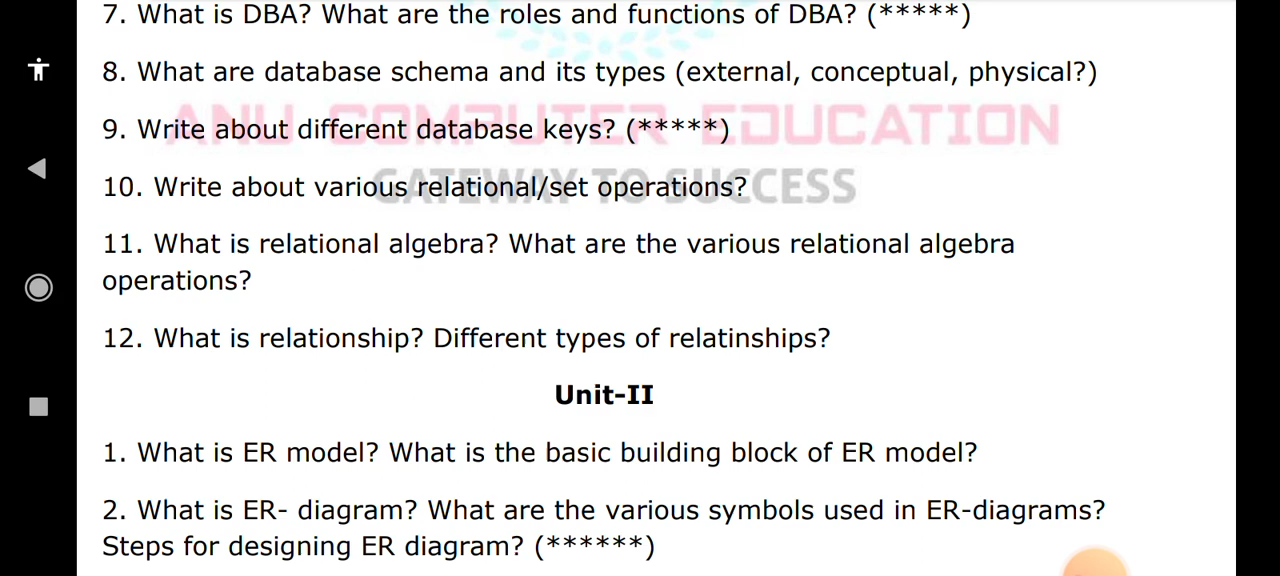 7. What is DBA? What are the roles and functions of DBA? (*****)
8. What are database schema and its types (external, conceptual, physical?)
ANU COMPUTER EDUCATION
9. Write about different database keys? (*****)
GATEWAY TO SUCCESS
10. Write about various relational/set operations?
11. What is relational algebra? What are the various relational algebra
operations?
12. What is relationship? Different types of relatinships?
Unit-II
1. What is ER model? What is the basic building block of ER model?
2. What is ER- diagram? What are the various symbols used in ER-diagrams?
Steps for designing ER diagram? (******)